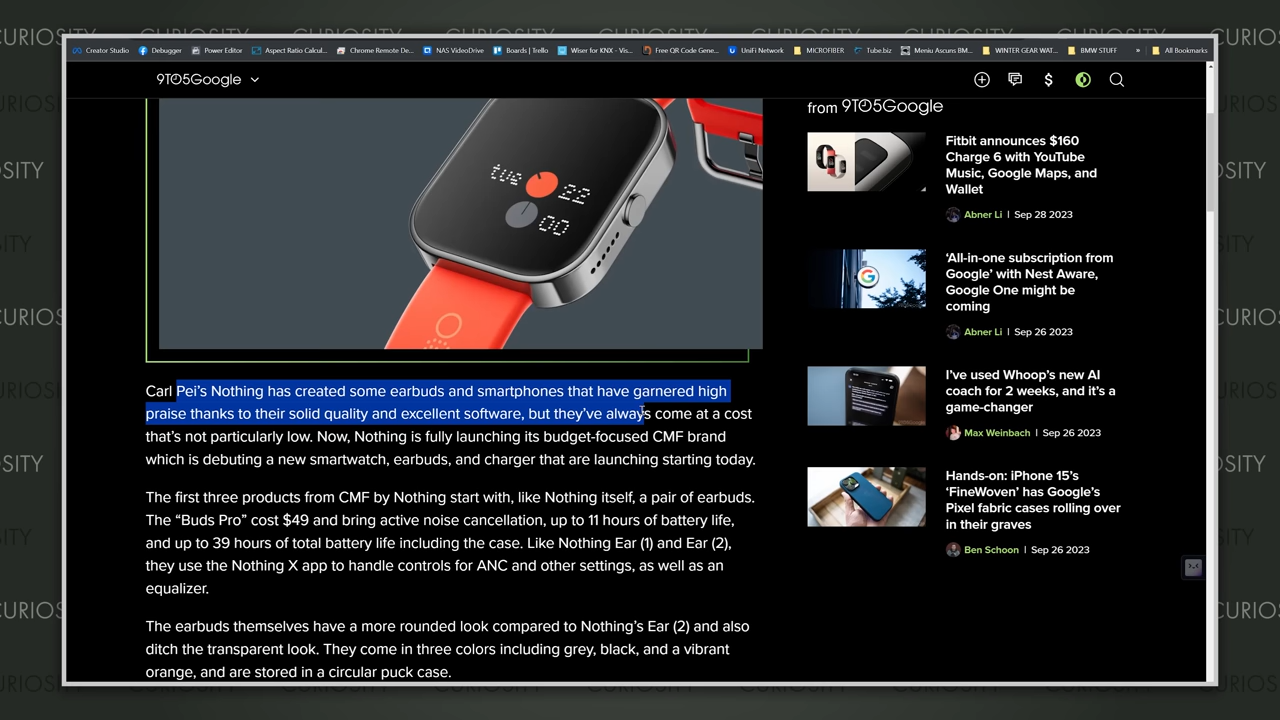 Creator Studio Debugger Power Editor Aspect Ratio Calcul... Chrome Remote De... NAS VideoDrive Boards | Trello Wiser for KNX - Vis... Free QR Code Gene... UniFi Network MICROFIBER Tube.biz Meniu Ascuns BM... WINTER GEAR WAT... BMW STUFF » All Bookmarks
9TO5Google
from 9TO5Google
tue 22
00
Fitbit announces $160
Charge 6 with YouTube
Music, Google Maps, and
Wallet
Abner Li | Sep 28 2023
‘All-in-one subscription from
Google’ with Nest Aware,
Google One might be
coming
Abner Li | Sep 26 2023
I’ve used Whoop’s new AI
coach for 2 weeks, and it’s a
game-changer
Max Weinbach | Sep 26 2023
Hands-on: iPhone 15’s
‘FineWoven’ has Google’s
Pixel fabric cases rolling over
in their graves
Ben Schoon | Sep 26 2023
Carl Pei’s Nothing has created some earbuds and smartphones that have garnered high
praise thanks to their solid quality and excellent software, but they’ve always come at a cost
that’s not particularly low. Now, Nothing is fully launching its budget-focused CMF brand
which is debuting a new smartwatch, earbuds, and charger that are launching starting today.
The first three products from CMF by Nothing start with, like Nothing itself, a pair of earbuds.
The “Buds Pro” cost $49 and bring active noise cancellation, up to 11 hours of battery life,
and up to 39 hours of total battery life including the case. Like Nothing Ear (1) and Ear (2),
they use the Nothing X app to handle controls for ANC and other settings, as well as an
equalizer.
The earbuds themselves have a more rounded look compared to Nothing’s Ear (2) and also
ditch the transparent look. They come in three colors including grey, black, and a vibrant
orange, and are stored in a circular puck case.